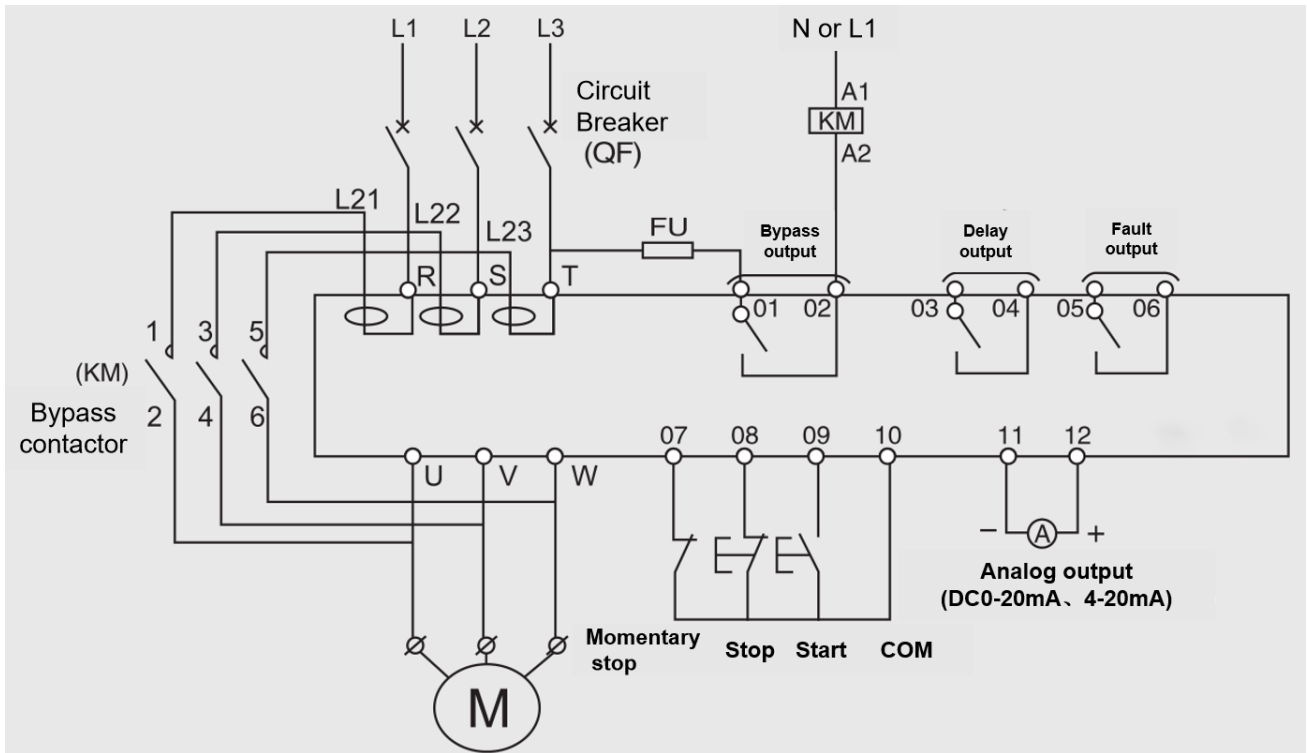 L1 L2 L3 N or L1
Circuit
Breaker
(QF)
A1
KM
A2
L21
L22
L23
FU
Bypass
output
Delay
output
Fault
output
R S T
01 02 03 04 05 06
1 3 5
(KM)
2 4 6
Bypass
contactor
U V W
07 08 09 10 11 12
− A +
Analog output
(DC0-20mA、4-20mA)
Momentary
stop
Stop Start COM
M